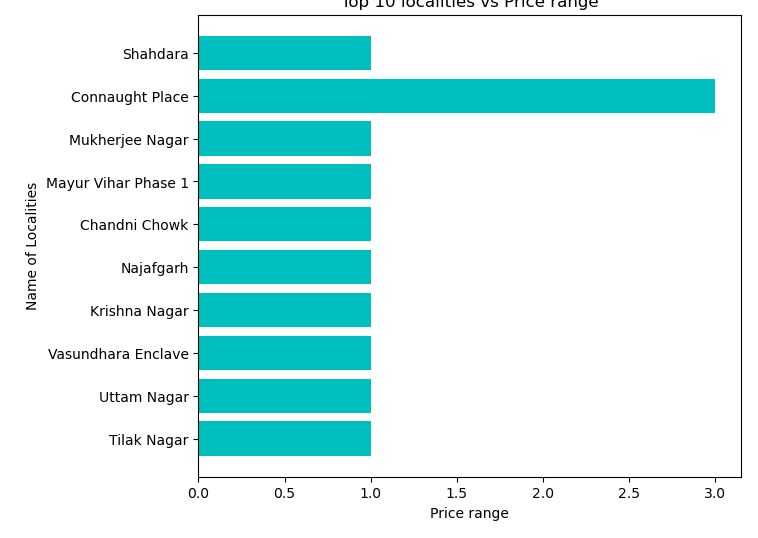 Top 10 localities vs Price range
Shahdara
Connaught Place
Mukherjee Nagar
Mayur Vihar Phase 1
Chandni Chowk
Najafgarh
Krishna Nagar
Vasundhara Enclave
Uttam Nagar
Tilak Nagar
Name of Localities
0.0 0.5 1.0 1.5 2.0 2.5 3.0
Price range